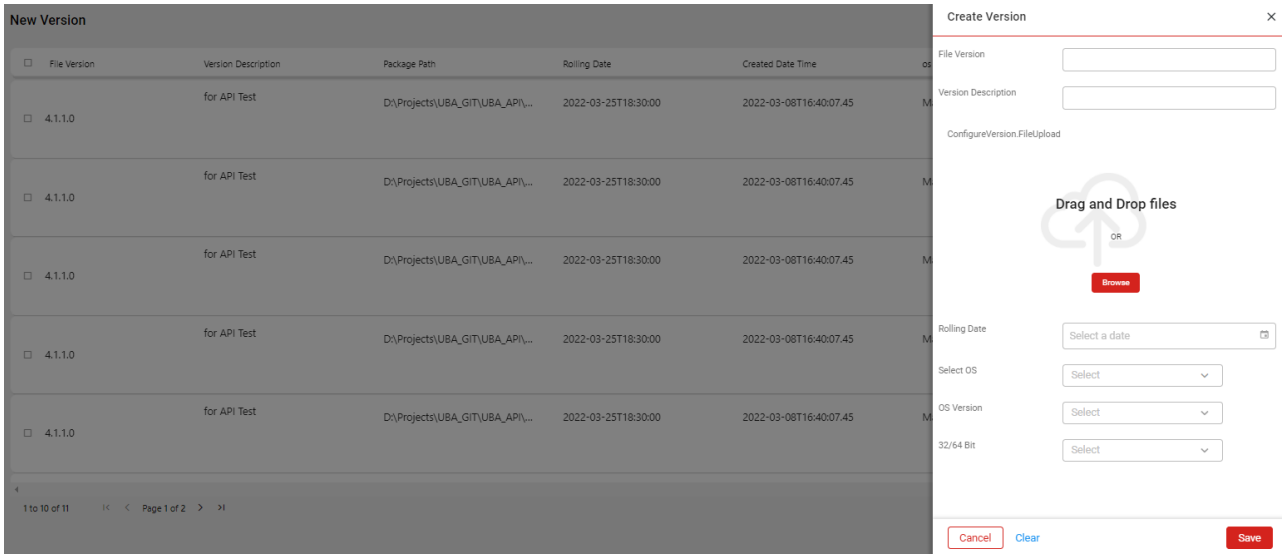 New Version
File Version Version Description Package Path Rolling Date Created Date Time os
4.1.1.0 for API Test D:\Projects\UBA_GIT\UBA_API\,... 2022-03-25T18:30:00 2022-03-08T16:40:07.45 M
4.1.1.0 for API Test D:\Projects\UBA_GIT\UBA_API\,... 2022-03-25T18:30:00 2022-03-08T16:40:07.45 M
4.1.1.0 for API Test D:\Projects\UBA_GIT\UBA_API\,... 2022-03-25T18:30:00 2022-03-08T16:40:07.45 M
4.1.1.0 for API Test D:\Projects\UBA_GIT\UBA_API\,... 2022-03-25T18:30:00 2022-03-08T16:40:07.45 M
4.1.1.0 for API Test D:\Projects\UBA_GIT\UBA_API\,... 2022-03-25T18:30:00 2022-03-08T16:40:07.45 M
1 to 10 of 11 Page 1 of 2
Create Version
File Version
Version Description
ConfigureVersion.FileUpload
Drag and Drop files
OR
Browse
Rolling Date Select a date
Select OS Select
OS Version Select
32/64 Bit Select
Cancel Clear Save